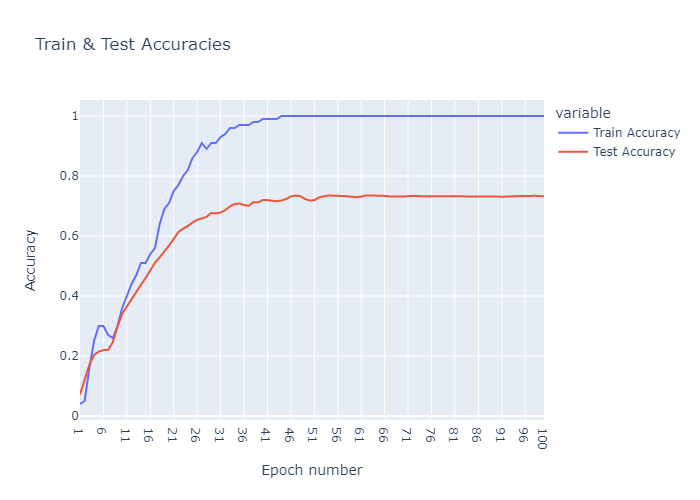 Train & Test Accuracies
variable
Train Accuracy
Test Accuracy
Accuracy
1
0.8
0.6
0.4
0.2
0
1 6 11 16 21 26 31 36 41 46 51 56 61 66 71 76 81 86 91 96 100
Epoch number